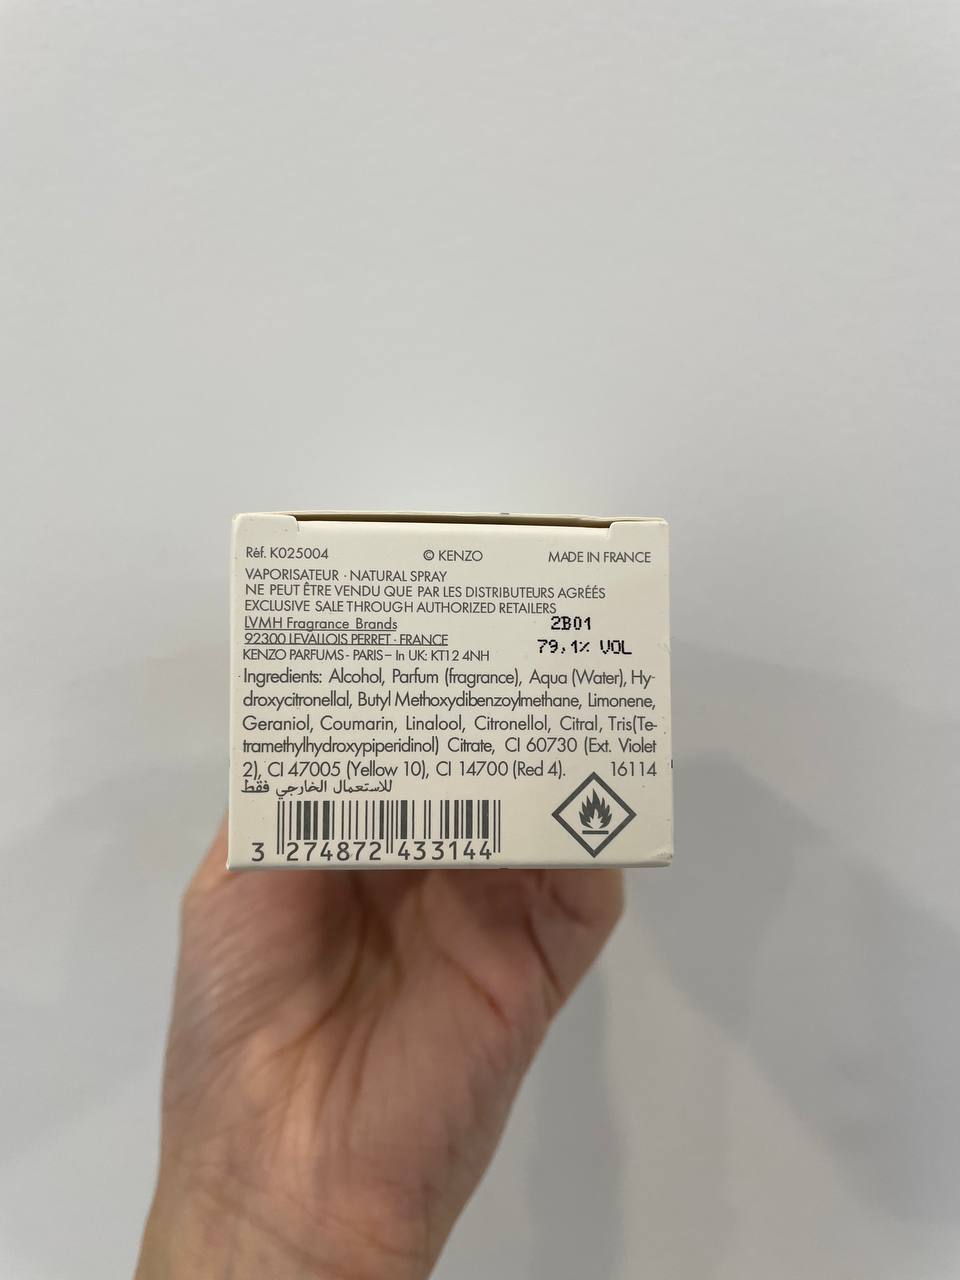 Réf. K025004 © KENZO MADE IN FRANCE
VAPORISATEUR · NATURAL SPRAY
NE PEUT ÊTRE VENDU QUE PAR LES DISTRIBUTEURS AGRÉÉS
EXCLUSIVE SALE THROUGH AUTHORIZED RETAILERS
LVMH Fragrance Brands 2B01
92300 LEVALLOIS PERRET · FRANCE 79,1% VOL
KENZO PARFUMS - PARIS – In UK: KT12 4NH
Ingredients: Alcohol, Parfum (fragrance), Aqua (Water), Hy-
droxycitronellal, Butyl Methoxydibenzoylmethane, Limonene,
Geraniol, Coumarin, Linalool, Citronellol, Citral, Tris(Te-
tramethylhydroxypiperidinol) Citrate, CI 60730 (Ext. Violet
2), CI 47005 (Yellow 10), CI 14700 (Red 4). 16114
للاستعمال الخارجي فقط
3 274872 433144